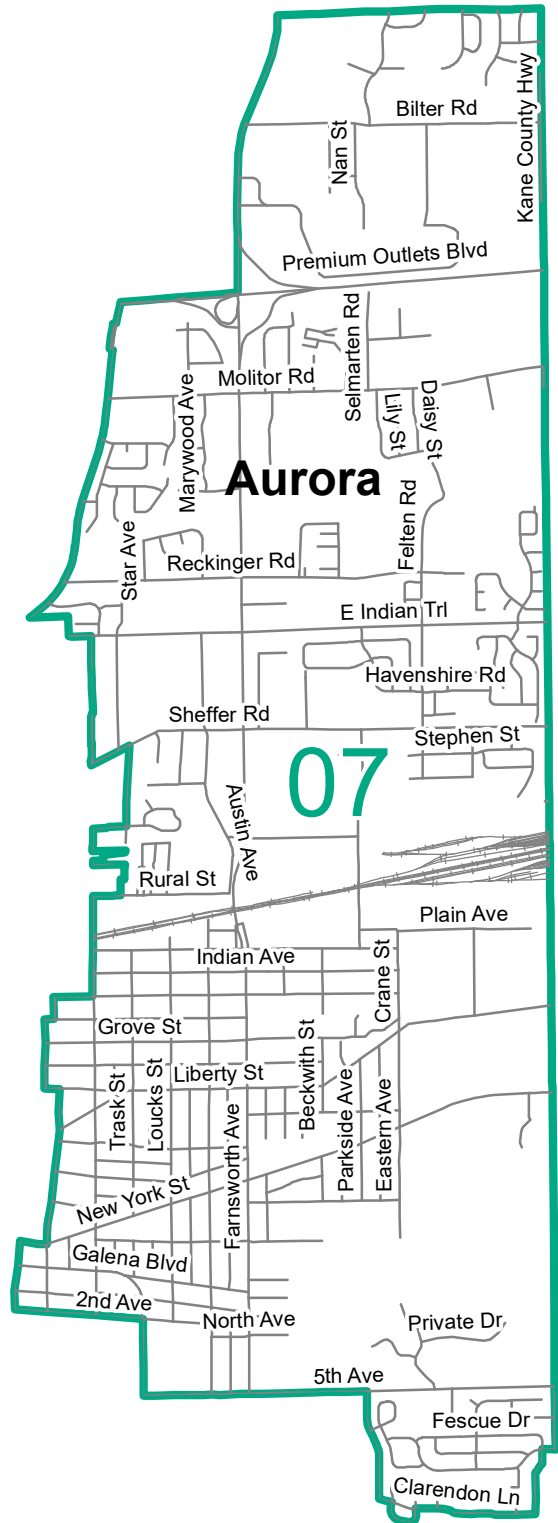 Bilter Rd
Kane County Hwy
Nan St
Premium Outlets Blvd
Selmarten Rd
Molitor Rd
Marywood Ave
Lily St
Daisy St
Aurora
Felten Rd
Star Ave
Reckinger Rd
E Indian Trl
Havenshire Rd
Sheffer Rd
Stephen St
07
Austin Ave
Rural St
Plain Ave
Indian Ave
Crane St
Grove St
Beckwith St
Liberty St
Trask St
Loucks St
Parkside Ave
Eastern Ave
Farnsworth Ave
New York St
Galena Blvd
2nd Ave
North Ave
Private Dr
5th Ave
Fescue Dr
Clarendon Ln